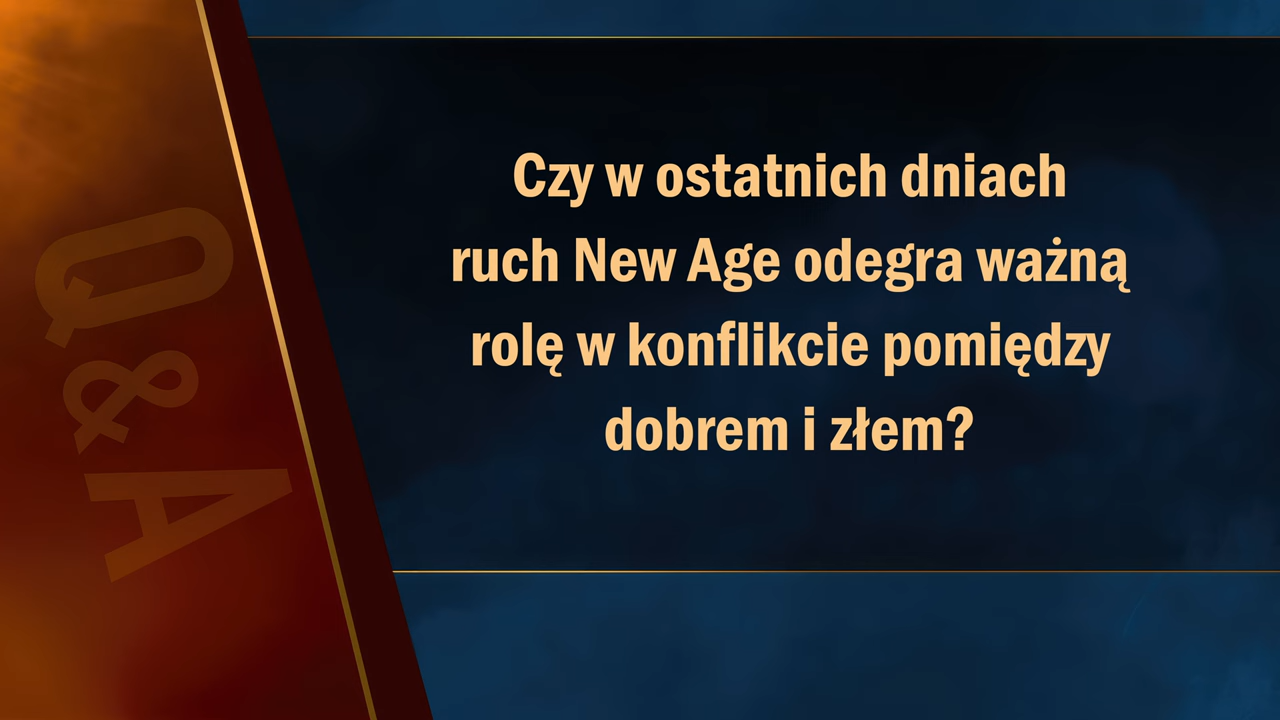 Q & A
Czy w ostatnich dniach
ruch New Age odegra ważną
rolę w konflikcie pomiędzy
dobrem i złem?